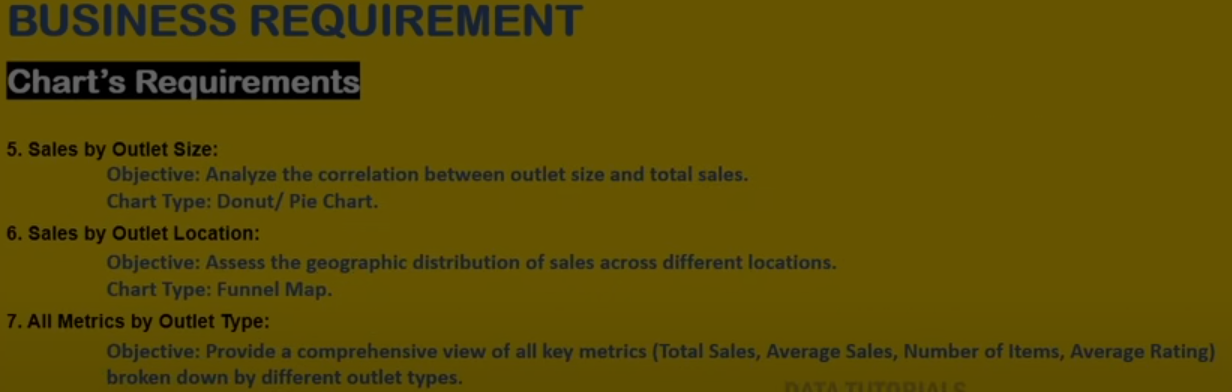 BUSINESS REQUIREMENT
Chart's Requirements
5. Sales by Outlet Size:
Objective: Analyze the correlation between outlet size and total sales.
Chart Type: Donut/ Pie Chart.
6. Sales by Outlet Location:
Objective: Assess the geographic distribution of sales across different locations.
Chart Type: Funnel Map.
7. All Metrics by Outlet Type:
Objective: Provide a comprehensive view of all key metrics (Total Sales, Average Sales, Number of Items, Average Rating)
broken down by different outlet types.
DATA TUTORIALS